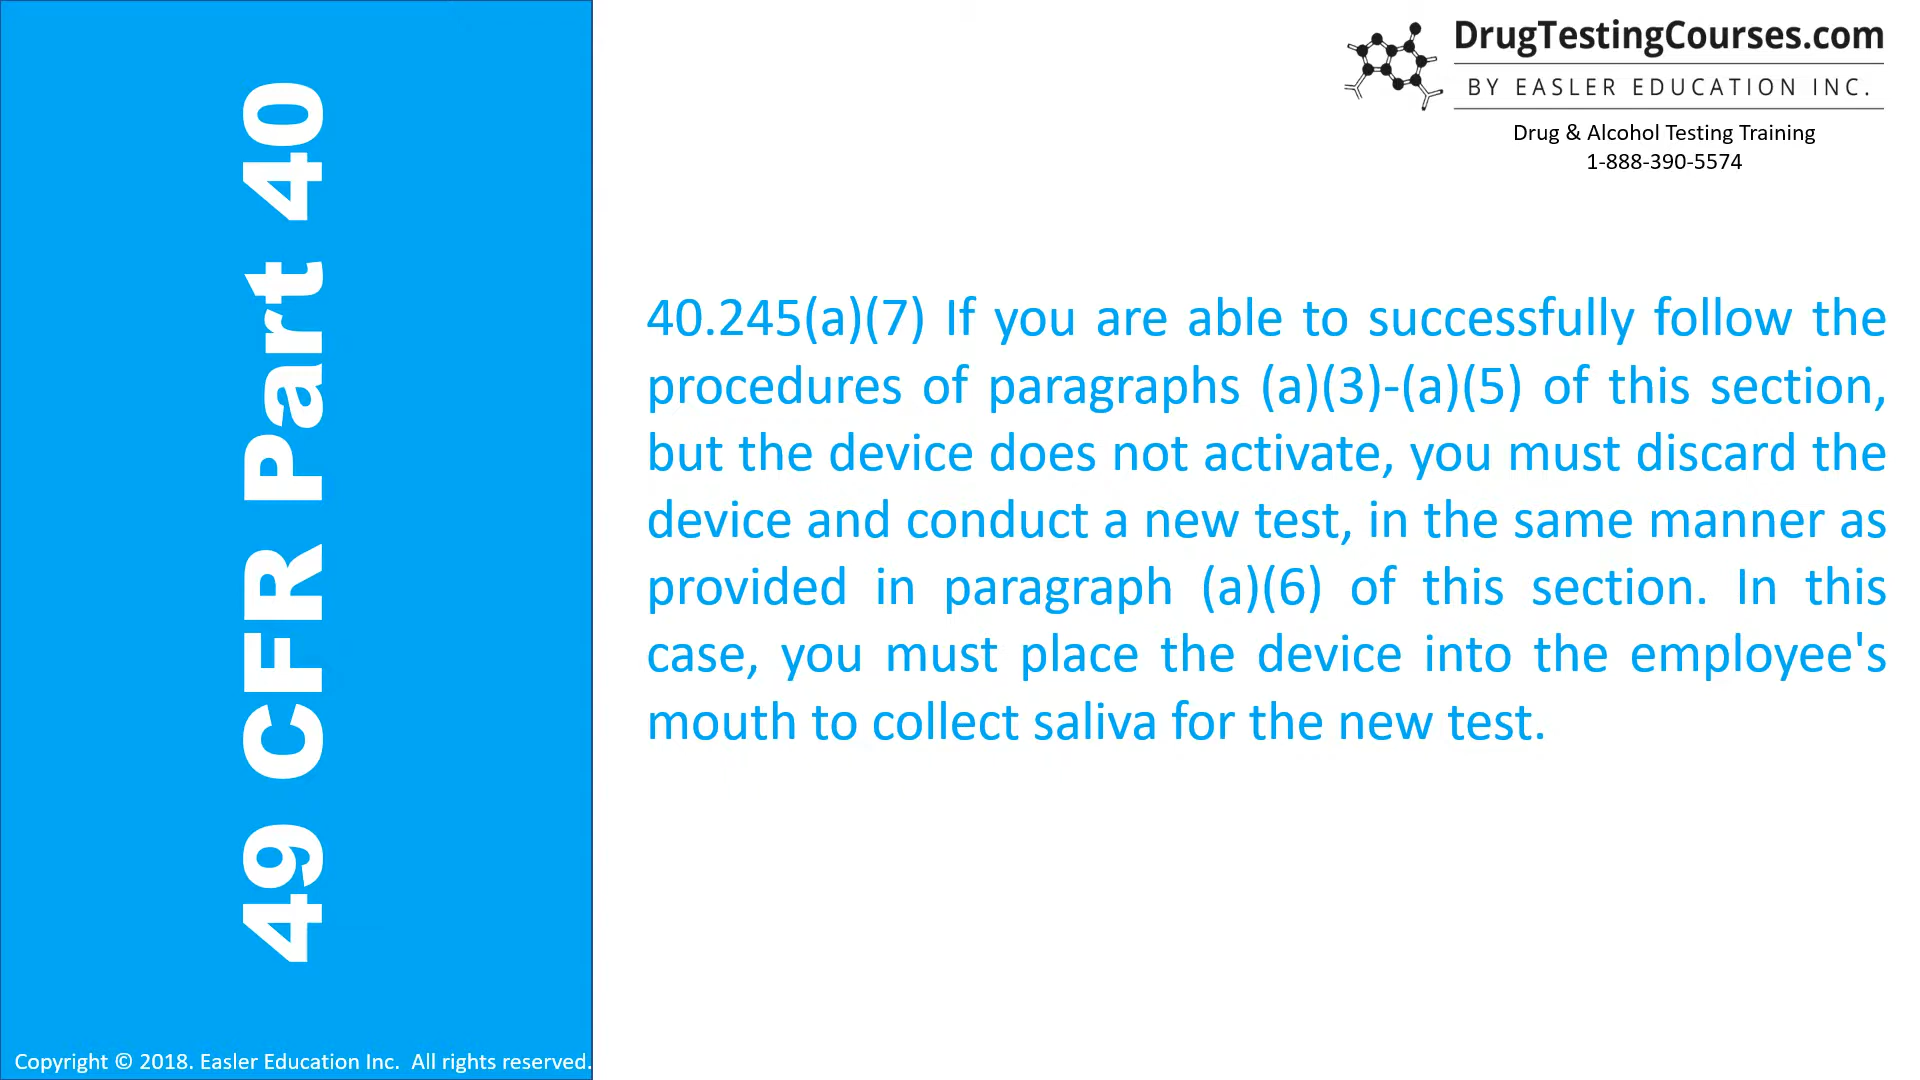 49 CFR Part 40
DrugTestingCourses.com
BY EASLER EDUCATION INC.
Drug & Alcohol Testing Training
1-888-390-5574
40.245(a)(7) If you are able to successfully follow the
procedures of paragraphs (a)(3)-(a)(5) of this section,
but the device does not activate, you must discard the
device and conduct a new test, in the same manner as
provided in paragraph (a)(6) of this section. In this
case, you must place the device into the employee's
mouth to collect saliva for the new test.
Copyright © 2018. Easler Education Inc.  All rights reserved.